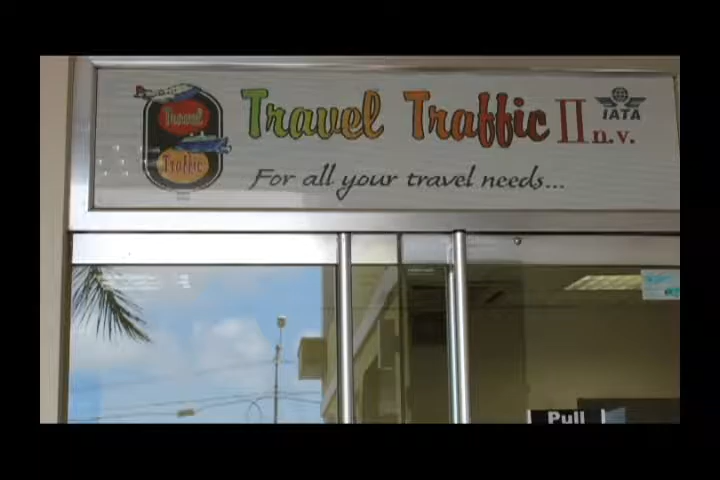 Travel
Traffic
Travel Traffic II n.v.
IATA
For all your travel needs...
Pull